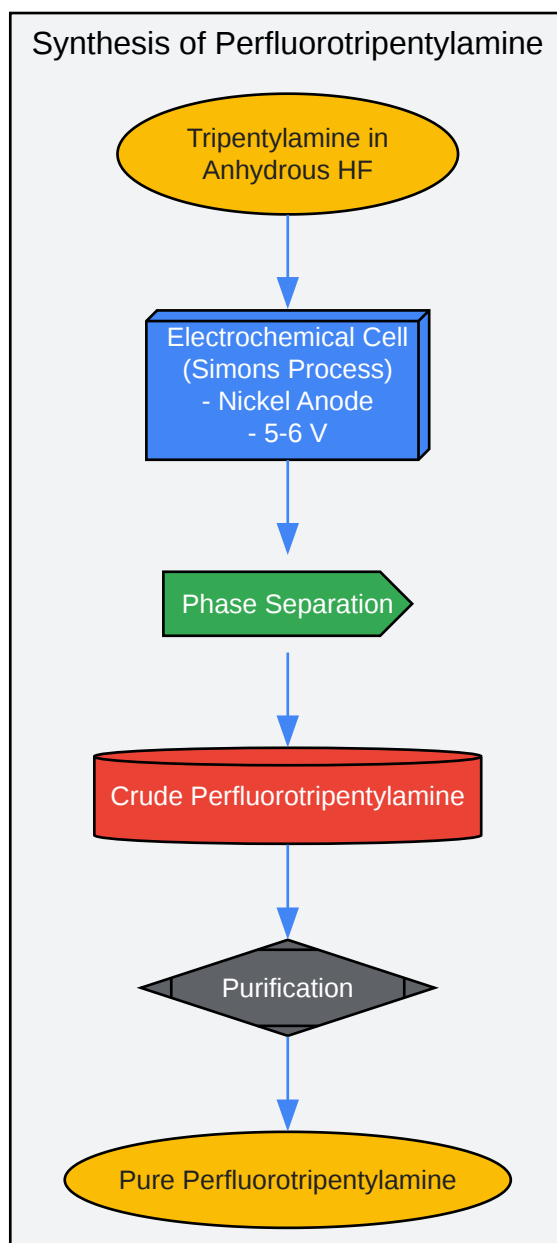 Synthesis of Perfluorotripentylamine
Tripentylamine in
Anhydrous HF
Electrochemical Cell
(Simons Process)
- Nickel Anode
- 5-6 V
Phase Separation
Crude Perfluorotripentylamine
Purification
Pure Perfluorotripentylamine